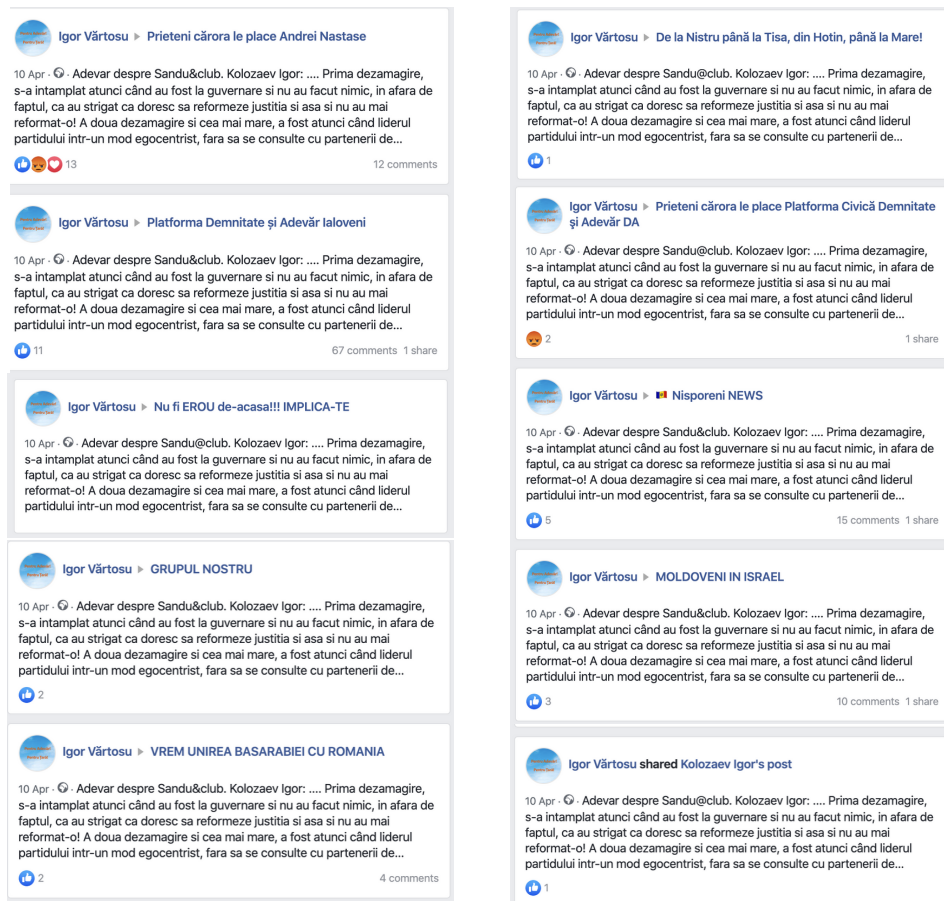 Igor Vărtosu ▸ Prieteni cărora le place Andrei Nastase
10 Apr · Adevar despre Sandu&club. Kolozaev Igor: .... Prima dezamagire,
s-a intamplat atunci când au fost la guvernare si nu au facut nimic, in afara de
faptul, ca au strigat ca doresc sa reformeze justitia si asa si nu au mai
reformat-o! A doua dezamagire si cea mai mare, a fost atunci când liderul
partidului intr-un mod egocentrist, fara sa se consulte cu partenerii de...
13 12 comments
Igor Vărtosu ▸ Platforma Demnitate și Adevăr Ialoveni
10 Apr · Adevar despre Sandu&club. Kolozaev Igor: .... Prima dezamagire,
s-a intamplat atunci când au fost la guvernare si nu au facut nimic, in afara de
faptul, ca au strigat ca doresc sa reformeze justitia si asa si nu au mai
reformat-o! A doua dezamagire si cea mai mare, a fost atunci când liderul
partidului intr-un mod egocentrist, fara sa se consulte cu partenerii de...
11 67 comments 1 share
Igor Vărtosu ▸ Nu fi EROU de-acasa!!! IMPLICA-TE
10 Apr · Adevar despre Sandu@club. Kolozaev Igor: .... Prima dezamagire,
s-a intamplat atunci când au fost la guvernare si nu au facut nimic, in afara de
faptul, ca au strigat ca doresc sa reformeze justitia si asa si nu au mai
reformat-o! A doua dezamagire si cea mai mare, a fost atunci când liderul
partidului intr-un mod egocentrist, fara sa se consulte cu partenerii de...
Igor Vărtosu ▸ GRUPUL NOSTRU
10 Apr · Adevar despre Sandu&club. Kolozaev Igor: .... Prima dezamagire,
s-a intamplat atunci când au fost la guvernare si nu au facut nimic, in afara de
faptul, ca au strigat ca doresc sa reformeze justitia si asa si nu au mai
reformat-o! A doua dezamagire si cea mai mare, a fost atunci când liderul
partidului intr-un mod egocentrist, fara sa se consulte cu partenerii de...
2
Igor Vărtosu ▸ VREM UNIREA BASARABIEI CU ROMANIA
10 Apr · Adevar despre Sandu@club. Kolozaev Igor: .... Prima dezamagire,
s-a intamplat atunci când au fost la guvernare si nu au facut nimic, in afara de
faptul, ca au strigat ca doresc sa reformeze justitia si asa si nu au mai
reformat-o! A doua dezamagire si cea mai mare, a fost atunci când liderul
partidului intr-un mod egocentrist, fara sa se consulte cu partenerii de...
2 4 comments
Igor Vărtosu ▸ De la Nistru până la Tisa, din Hotin, până la Mare!
10 Apr · Adevar despre Sandu@club. Kolozaev Igor: .... Prima dezamagire,
s-a intamplat atunci când au fost la guvernare si nu au facut nimic, in afara de
faptul, ca au strigat ca doresc sa reformeze justitia si asa si nu au mai
reformat-o! A doua dezamagire si cea mai mare, a fost atunci când liderul
partidului intr-un mod egocentrist, fara sa se consulte cu partenerii de...
1
Igor Vărtosu ▸ Prieteni cărora le place Platforma Civică Demnitate
şi Adevăr DA
10 Apr · Adevar despre Sandu@club. Kolozaev Igor: .... Prima dezamagire,
s-a intamplat atunci când au fost la guvernare si nu au facut nimic, in afara de
faptul, ca au strigat ca doresc sa reformeze justitia si asa si nu au mai
reformat-o! A doua dezamagire si cea mai mare, a fost atunci când liderul
partidului intr-un mod egocentrist, fara sa se consulte cu partenerii de...
2 1 share
Igor Vărtosu ▸ Nisporeni NEWS
10 Apr · Adevar despre Sandu&club. Kolozaev Igor: .... Prima dezamagire,
s-a intamplat atunci când au fost la guvernare si nu au facut nimic, in afara de
faptul, ca au strigat ca doresc sa reformeze justitia si asa si nu au mai
reformat-o! A doua dezamagire si cea mai mare, a fost atunci când liderul
partidului intr-un mod egocentrist, fara sa se consulte cu partenerii de...
5 15 comments 1 share
Igor Vărtosu ▸ MOLDOVENI IN ISRAEL
10 Apr · Adevar despre Sandu&club. Kolozaev Igor: .... Prima dezamagire,
s-a intamplat atunci când au fost la guvernare si nu au facut nimic, in afara de
faptul, ca au strigat ca doresc sa reformeze justitia si asa si nu au mai
reformat-o! A doua dezamagire si cea mai mare, a fost atunci când liderul
partidului intr-un mod egocentrist, fara sa se consulte cu partenerii de...
3 10 comments 1 share
Igor Vărtosu shared Kolozaev Igor's post
10 Apr · Adevar despre Sandu@club. Kolozaev Igor: .... Prima dezamagire,
s-a intamplat atunci când au fost la guvernare si nu au facut nimic, in afara de
faptul, ca au strigat ca doresc sa reformeze justitia si asa si nu au mai
reformat-o! A doua dezamagire si cea mai mare, a fost atunci când liderul
partidului intr-un mod egocentrist, fara sa se consulte cu partenerii de...
1